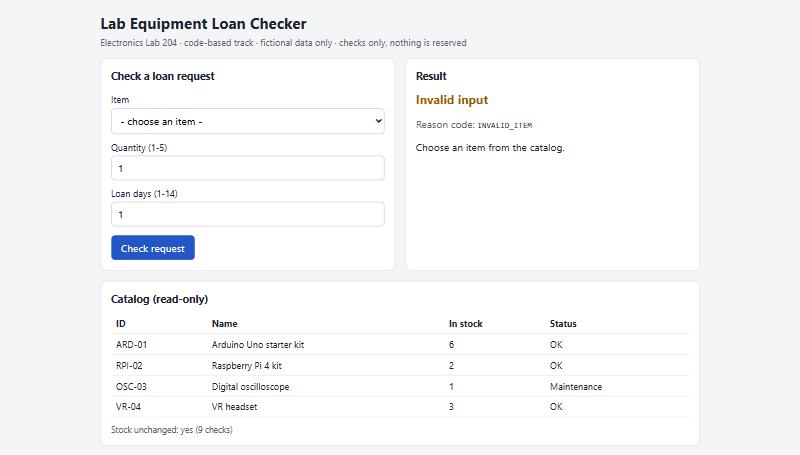 Lab Equipment Loan Checker
Electronics Lab 204 · code-based track · fictional data only · checks only, nothing is reserved
Check a loan request
Item
- choose an item -
Quantity (1-5)
1
Loan days (1-14)
1
Check request
Result
Invalid input
Reason code: INVALID_ITEM
Choose an item from the catalog.
Catalog (read-only)
ID Name In stock Status
ARD-01 Arduino Uno starter kit 6 OK
RPI-02 Raspberry Pi 4 kit 2 OK
OSC-03 Digital oscilloscope 1 Maintenance
VR-04 VR headset 3 OK
Stock unchanged: yes (9 checks)